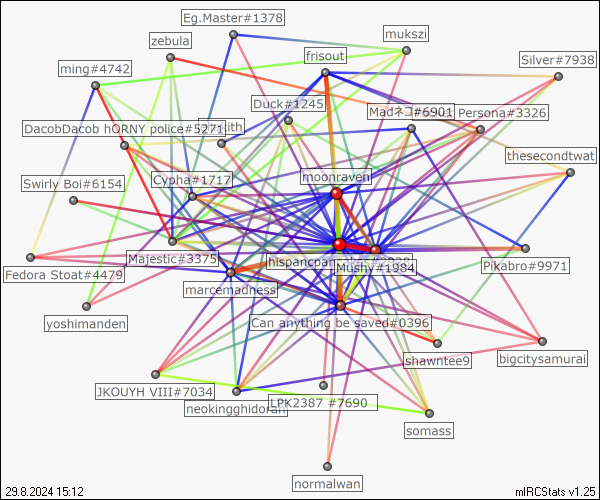 Eg.Master#1378
mukszi
zebula
frisout
Silver#7938
ming#4742
Duck#1245
Madネコ#6901
Persona#3326
DacobDacob hORNY police#5271
thesecondtwat
Swirly Boi#6154
Cypha#1717
moonraven
Majestic#3375
hispancpa
Mushy#1984
Pikabro#9971
Fedora Stoat#4479
marcemadness
yoshimanden
Can anything be saved#0396
shawntee9
bigcitysamurai
JKOUYH VIII#7034
neokingghidorah
LPK2387 #7690
somass
normalwan
29.8.2024 15:12
mIRCStats v1.25